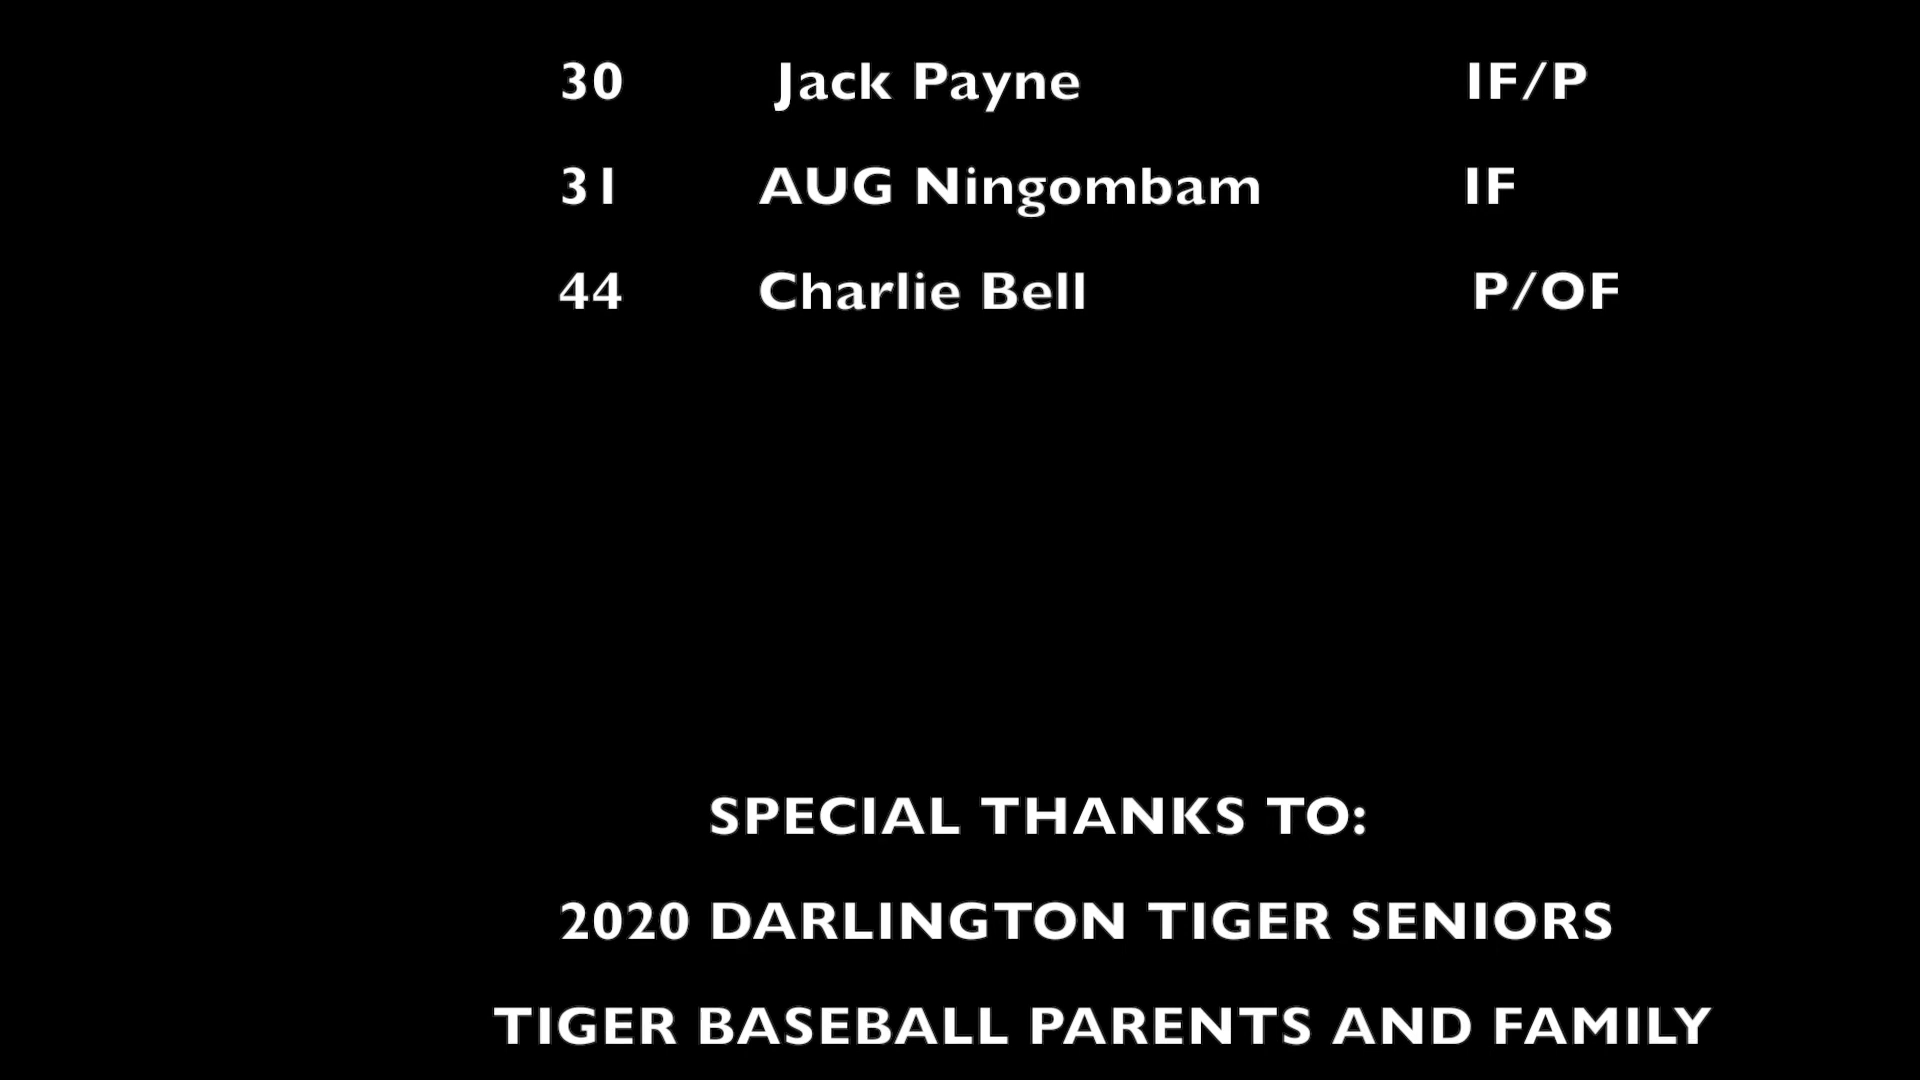 30 Jack Payne IF/P
31 AUG Ningombam IF
44 Charlie Bell P/OF
SPECIAL THANKS TO:
2020 DARLINGTON TIGER SENIORS
TIGER BASEBALL PARENTS AND FAMILY